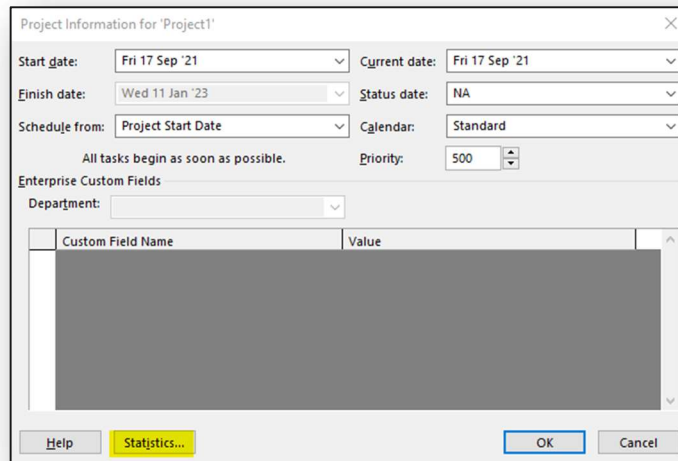 Project Information for 'Project1'
Start date: Fri 17 Sep '21 Current date: Fri 17 Sep '21
Finish date: Wed 11 Jan '23 Status date: NA
Schedule from: Project Start Date Calendar: Standard
All tasks begin as soon as possible. Priority: 500
Enterprise Custom Fields
Department:
Custom Field Name Value
Help Statistics... OK Cancel